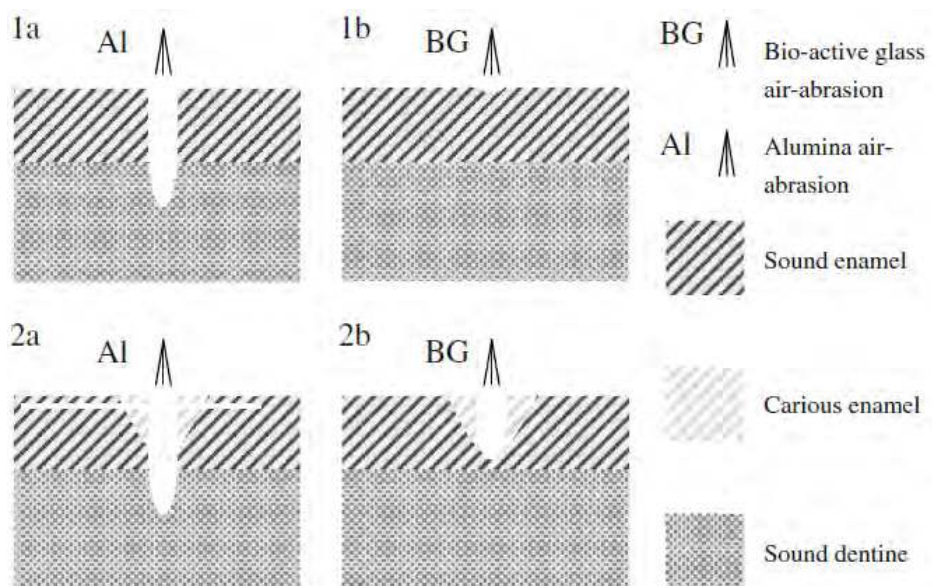 1a
Al
1b
BG
BG
Bio-active glass
air-abrasion
Al
Alumina air-
abrasion
Sound enamel
2a
Al
2b
BG
Carious enamel
Sound dentine